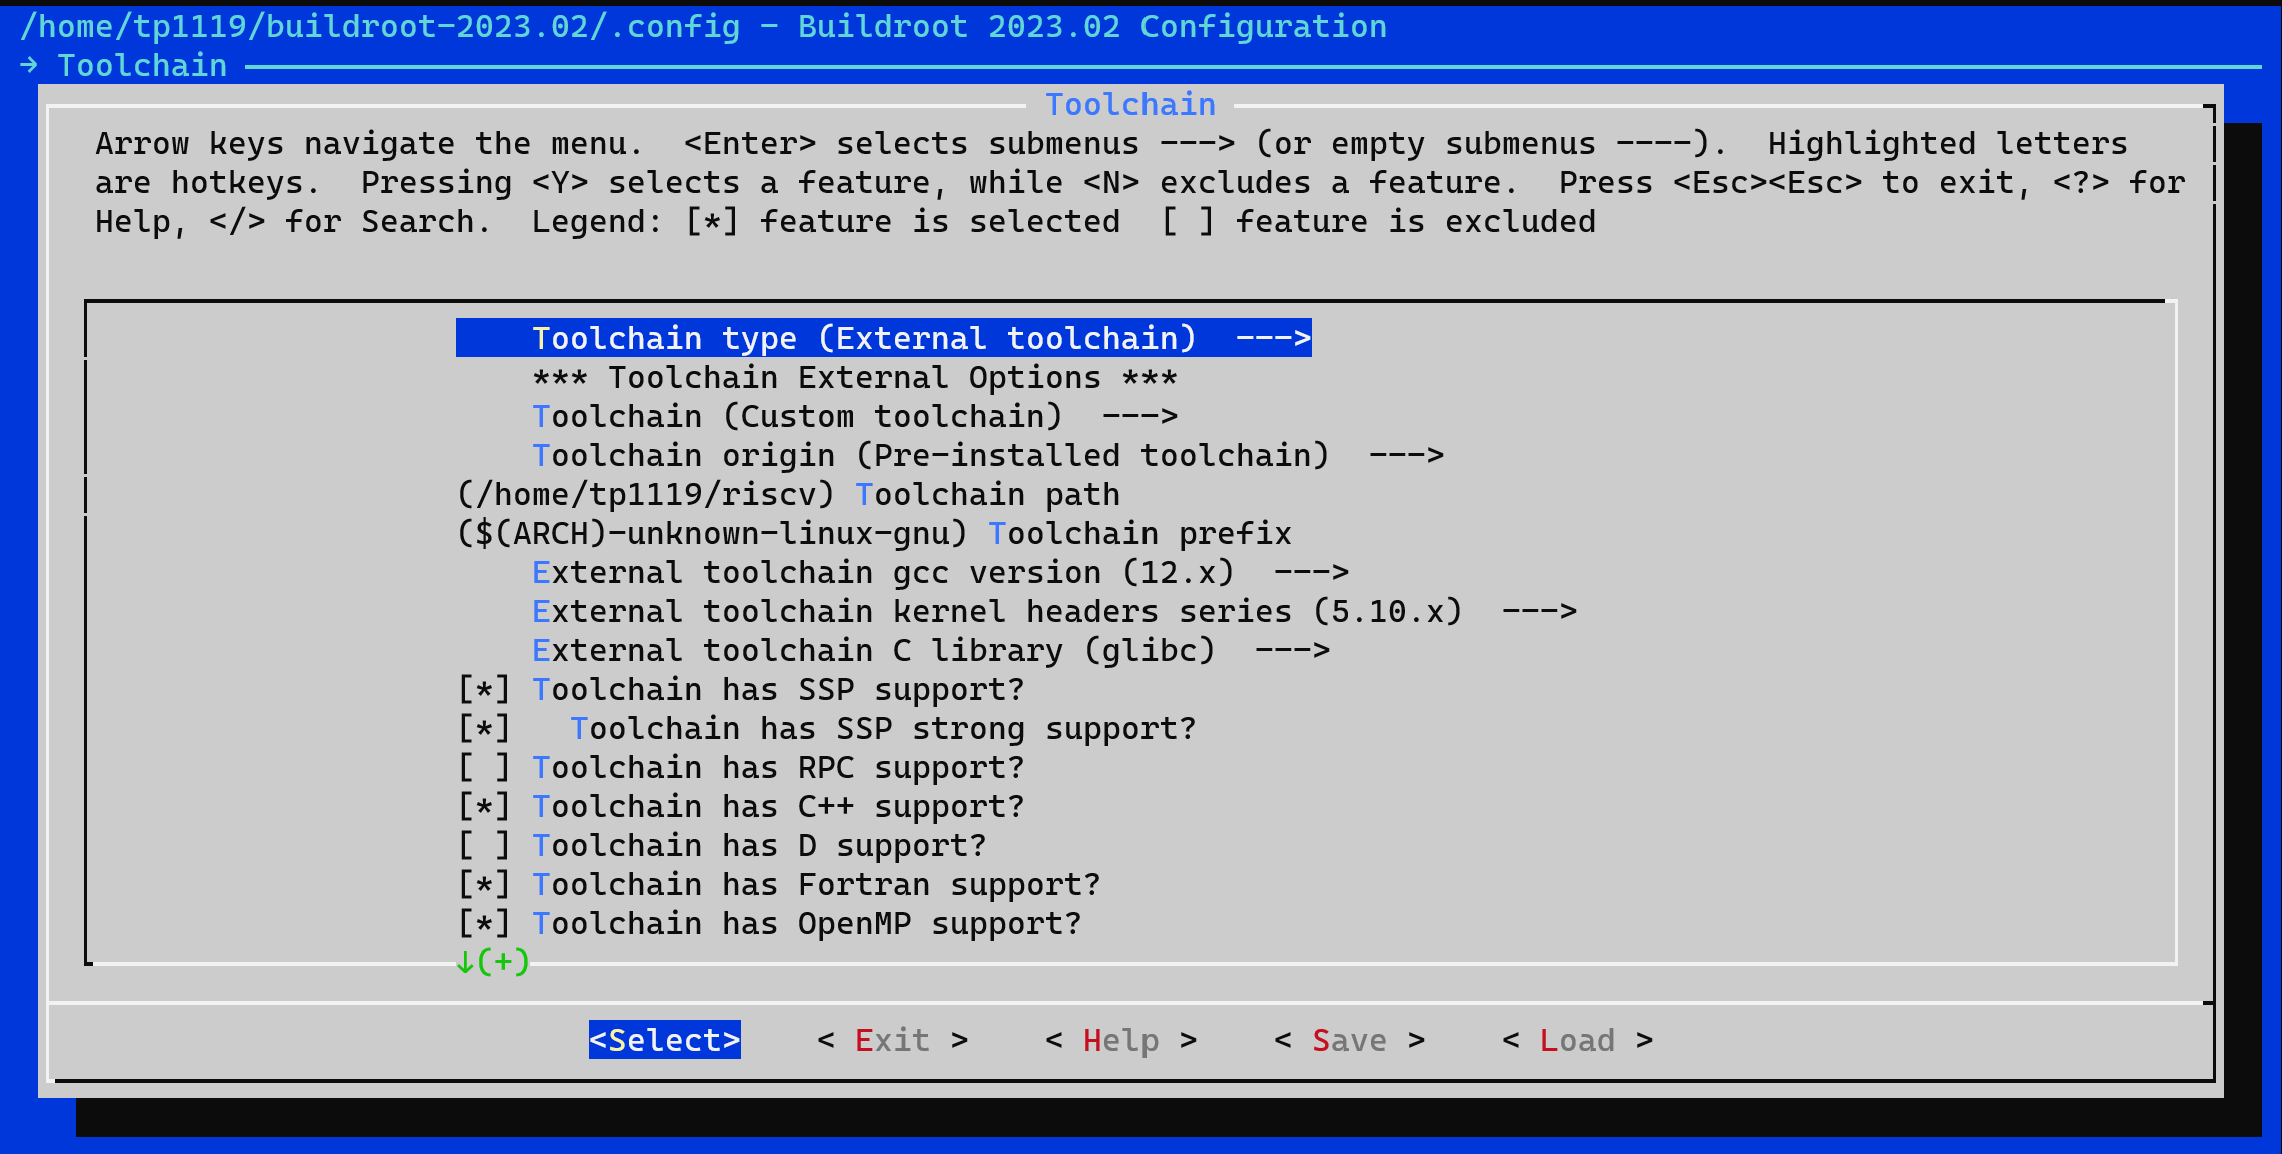 /home/tp1119/buildroot-2023.02/.config - Buildroot 2023.02 Configuration
→ Toolchain
Toolchain
Arrow keys navigate the menu.  <Enter> selects submenus ---> (or empty submenus ----).  Highlighted letters
are hotkeys.  Pressing <Y> selects a feature, while <N> excludes a feature.  Press <Esc><Esc> to exit, <?> for
Help, </> for Search.  Legend: [*] feature is selected  [ ] feature is excluded
Toolchain type (External toolchain)  --->
*** Toolchain External Options ***
Toolchain (Custom toolchain)  --->
Toolchain origin (Pre-installed toolchain)  --->
(/home/tp1119/riscv) Toolchain path
($(ARCH)-unknown-linux-gnu) Toolchain prefix
External toolchain gcc version (12.x)  --->
External toolchain kernel headers series (5.10.x)  --->
External toolchain C library (glibc)  --->
[*] Toolchain has SSP support?
[*]   Toolchain has SSP strong support?
[ ] Toolchain has RPC support?
[*] Toolchain has C++ support?
[ ] Toolchain has D support?
[*] Toolchain has Fortran support?
[*] Toolchain has OpenMP support?
↓(+)
<Select>    < Exit >    < Help >    < Save >    < Load >